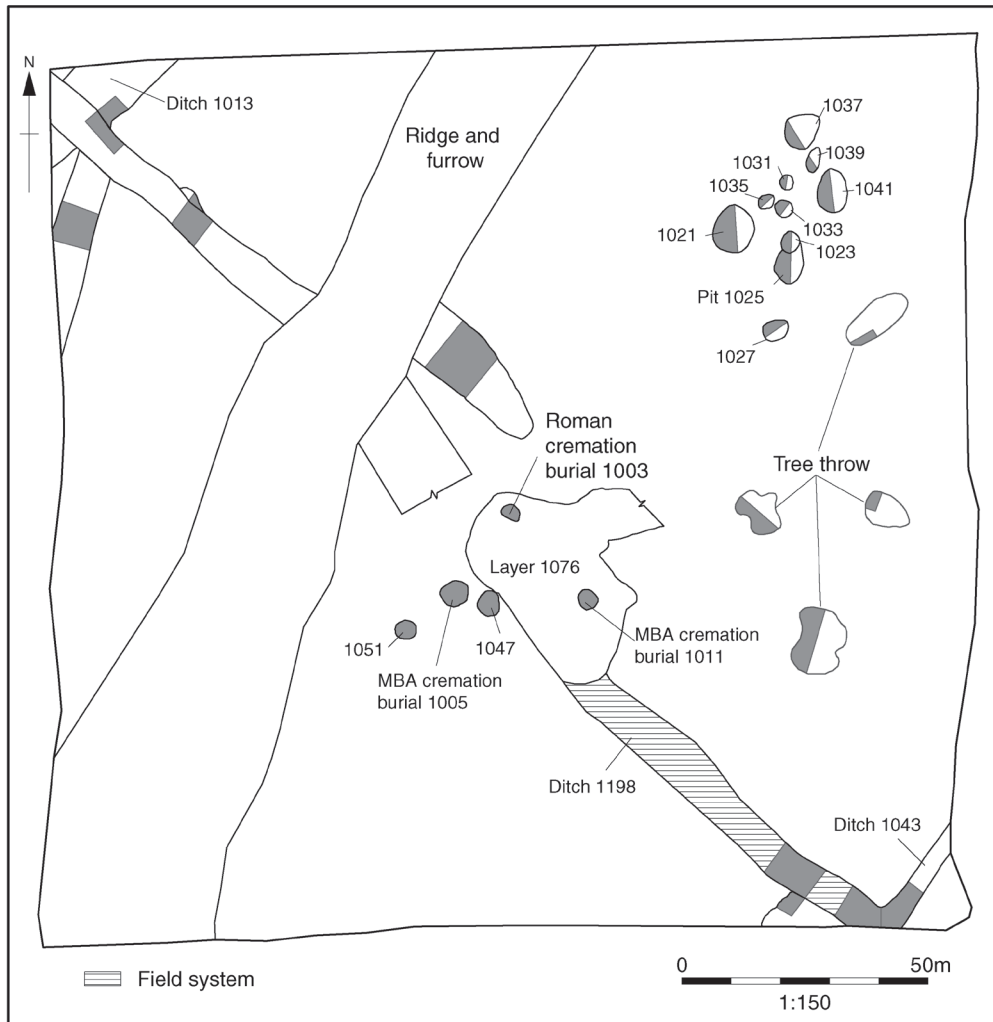 N
Ditch 1013
Ridge and
furrow
1037
1039
1031
1035
1041
1033
1021
1023
Pit 1025
1027
Roman
cremation
burial 1003
Tree throw
Layer 1076
MBA cremation
burial 1011
1051
1047
MBA cremation
burial 1005
Ditch 1198
Ditch 1043
Field system
0
50m
1:150